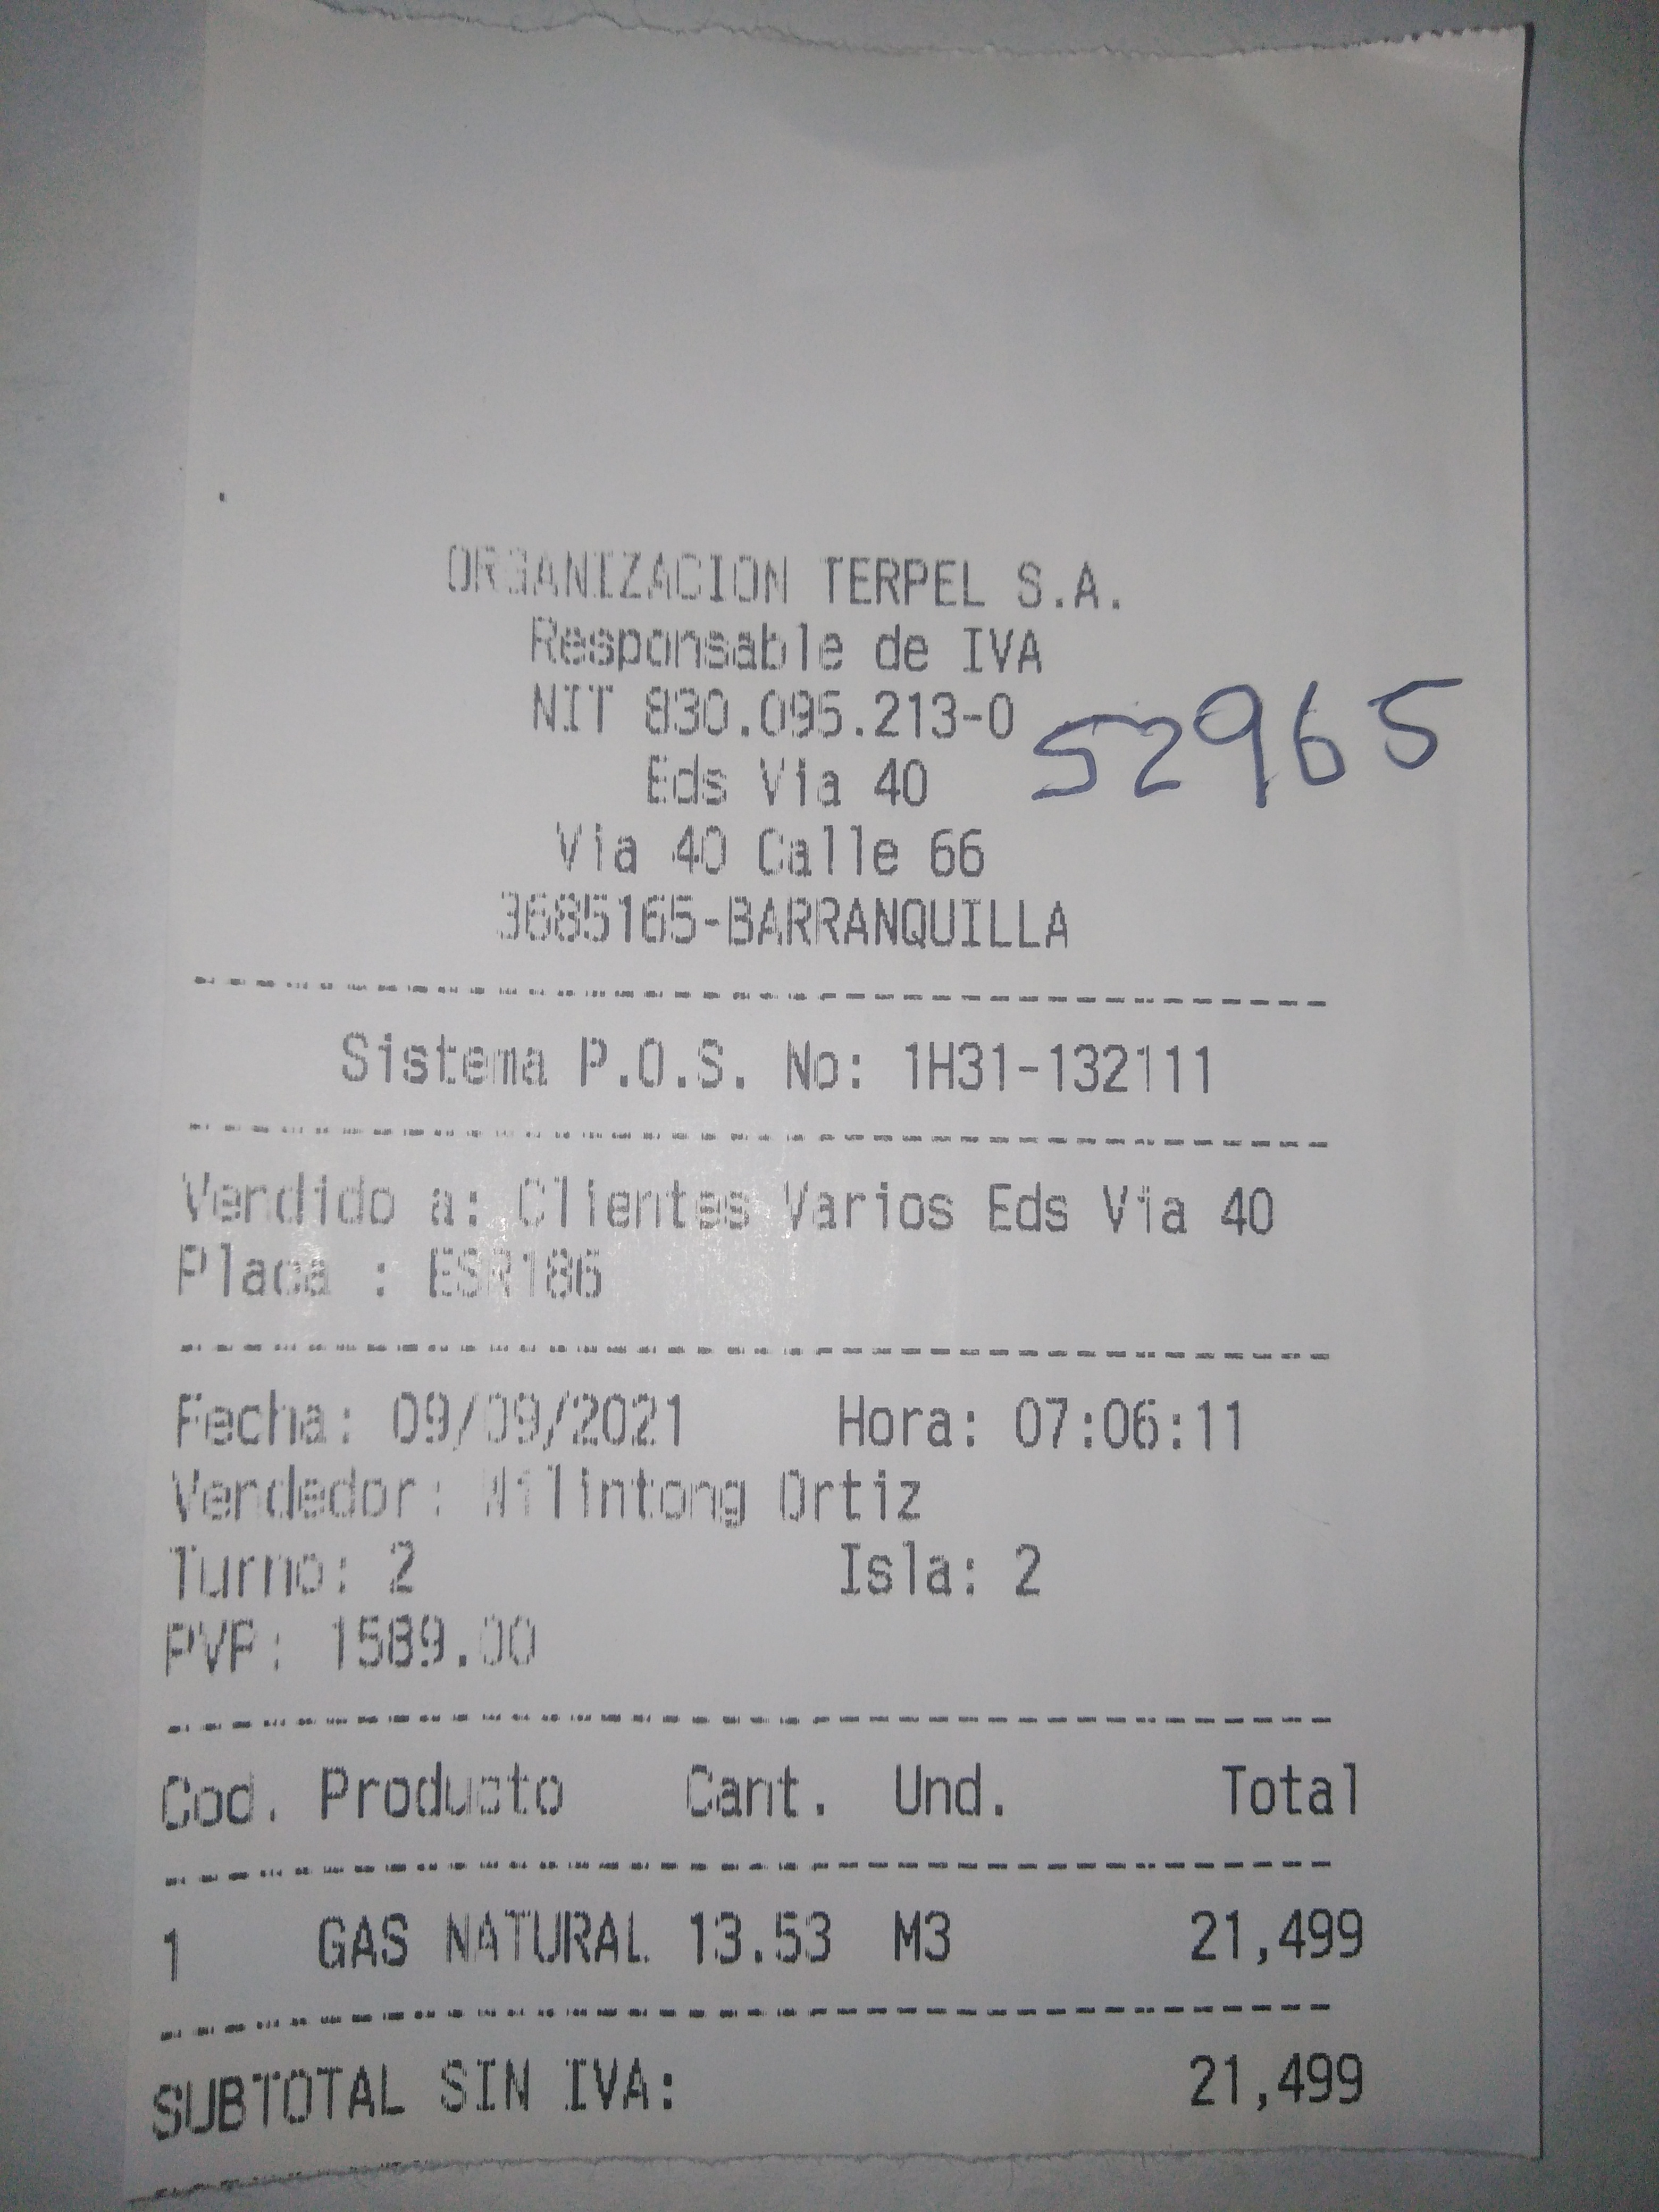 ORGANIZACION TERPEL S.A.
Responsable de IVA
NIT 830.095.213-0
52965
Eds Via 40
Via 40 Calle 66
3685165-BARRANQUILLA
Sistema P.O.S. No: 1H31-132111
Vendido a: Clientes Varios Eds Via 40
Placa : ESR186
Fecha: 09/09/2021 Hora: 07:06:11
Vendedor: Wilintong Ortiz
Turno: 2 Isla: 2
PVP: 1589.00
Cod. Producto Cant. Und. Total
1 GAS NATURAL 13.53 M3 21,499
SUBTOTAL SIN IVA: 21,499